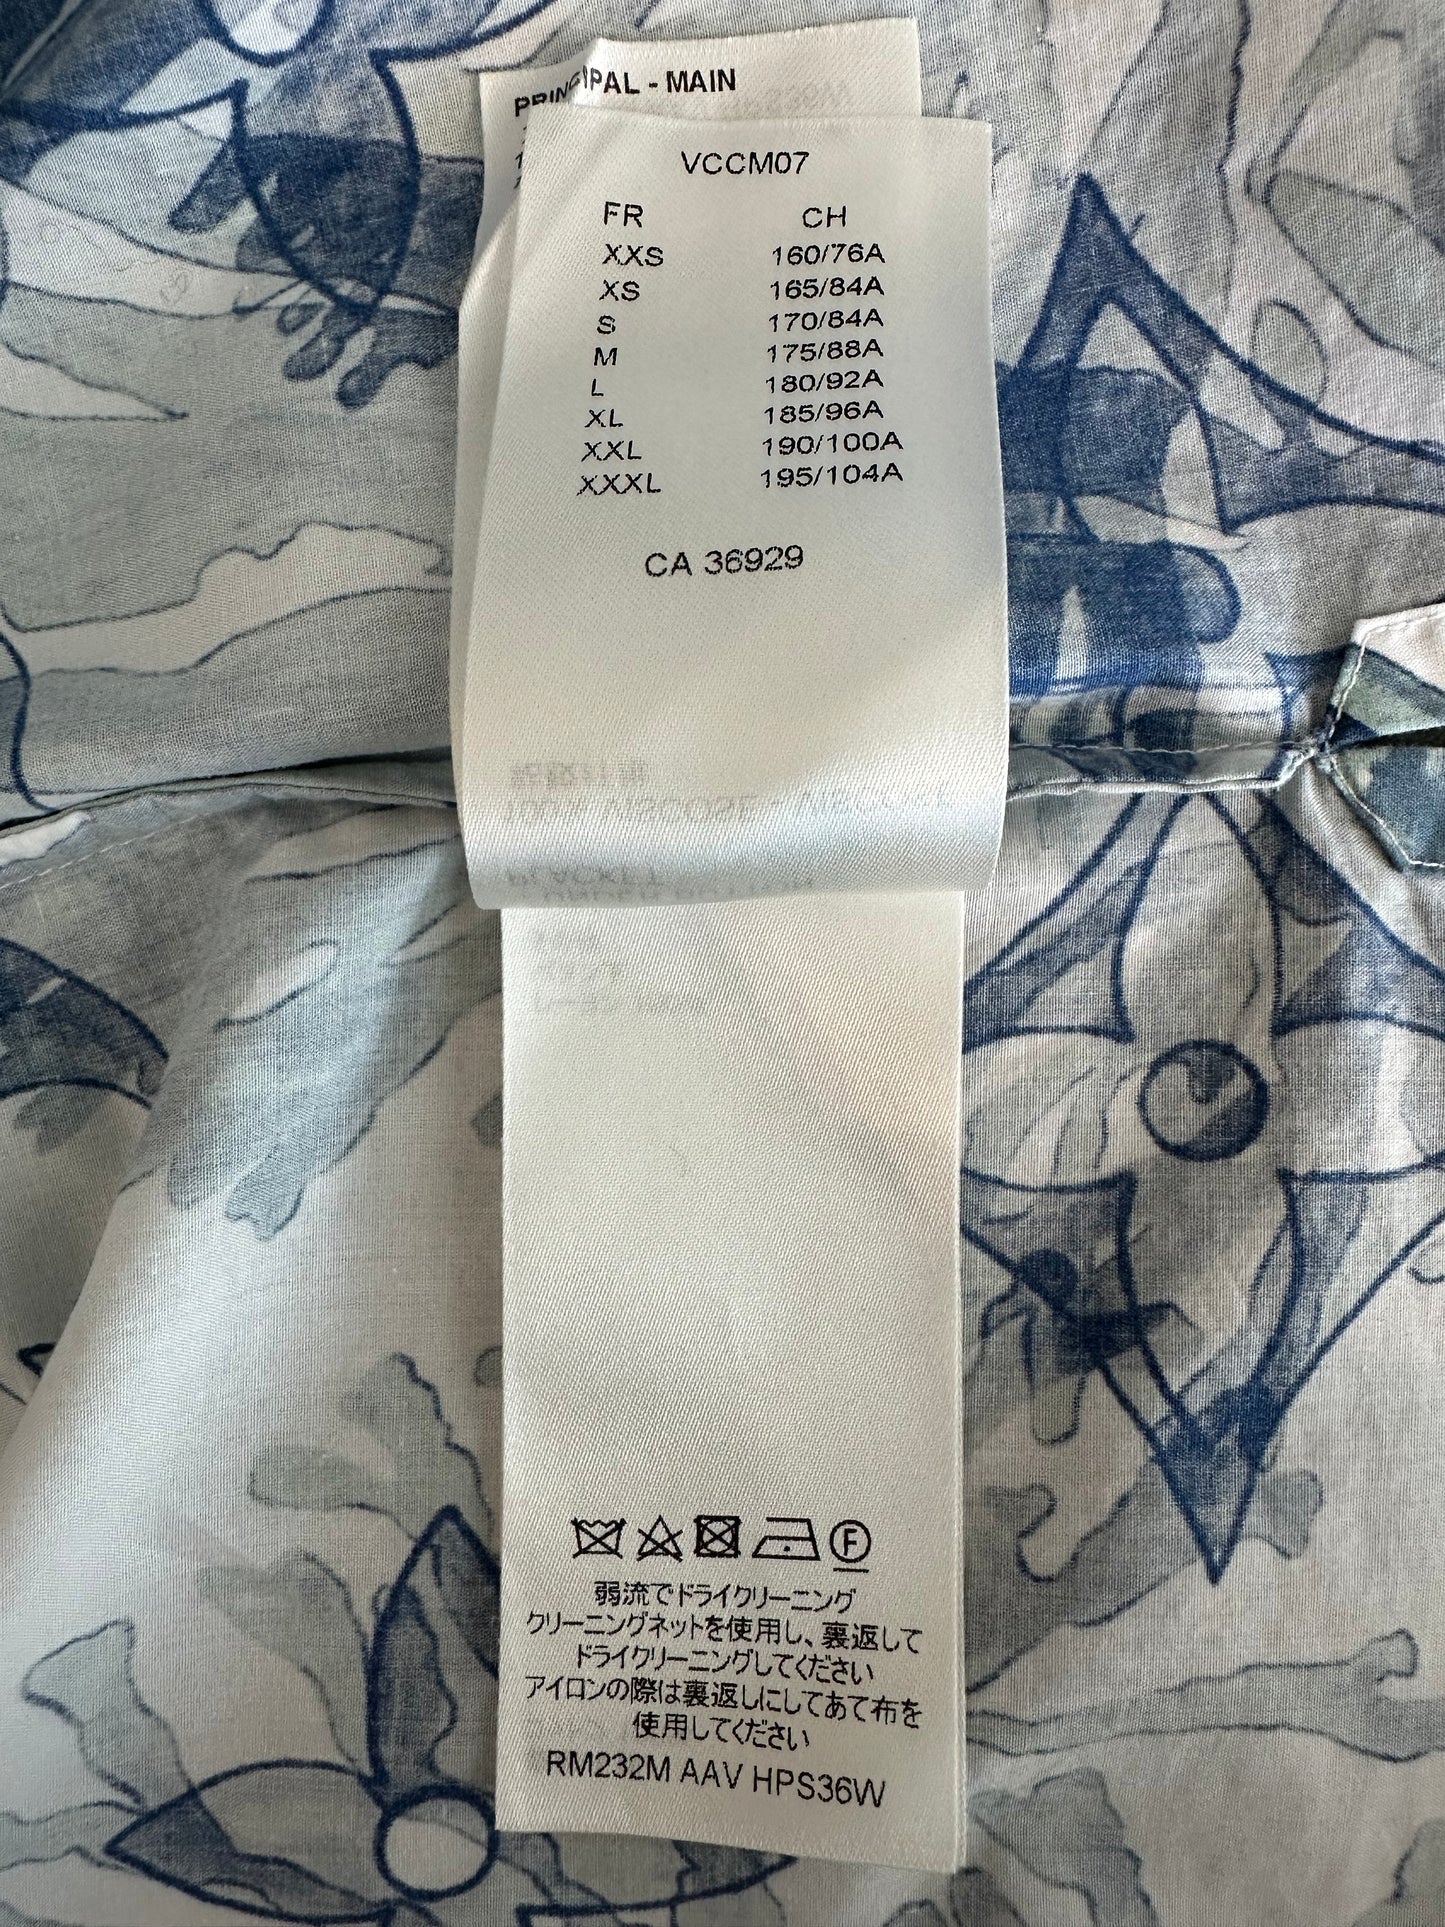 PRINCIPAL - MAIN
VCCM07
FR CH
XXS 160/76A
XS 165/84A
S 170/84A
M 175/88A
L 180/92A
XL 185/96A
XXL 190/100A
XXXL 195/104A
CA 36929
F
弱流でドライクリーニング
クリーニングネットを使用し、裏返して
ドライクリーニングしてください
アイロンの際は裏返しにしてあて布を
使用してください
RM232M AAV HPS36W